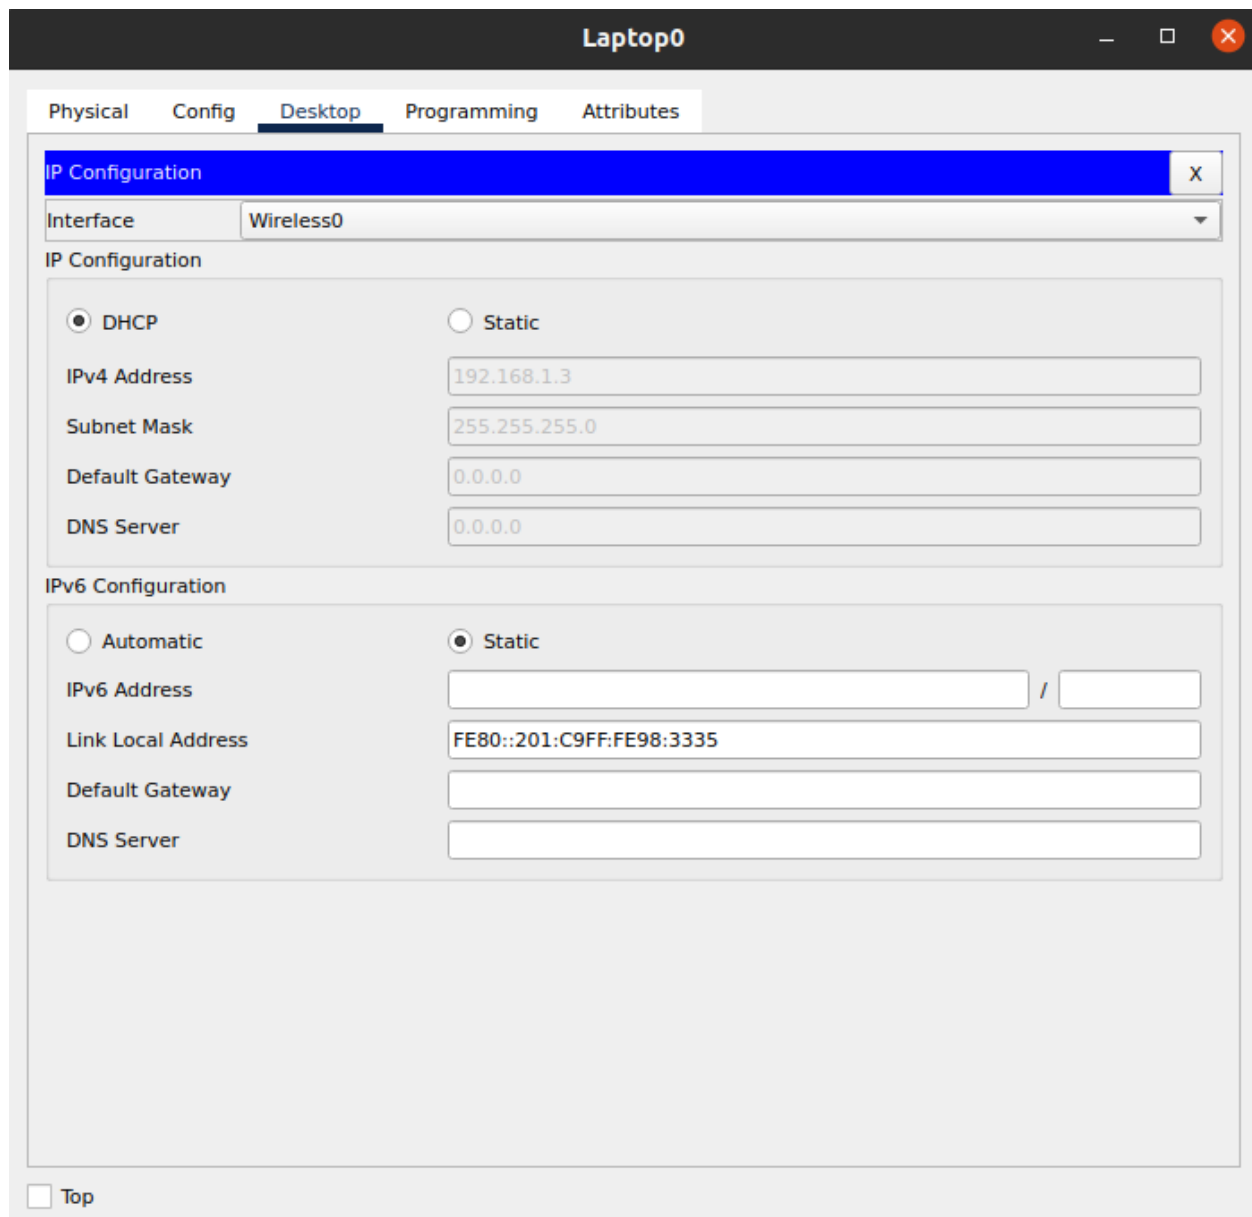 Laptop0
Physical Config Desktop Programming Attributes
IP Configuration X
Interface Wireless0
IP Configuration
DHCP Static
IPv4 Address 192.168.1.3
Subnet Mask 255.255.255.0
Default Gateway 0.0.0.0
DNS Server 0.0.0.0
IPv6 Configuration
Automatic Static
IPv6 Address /
Link Local Address FE80::201:C9FF:FE98:3335
Default Gateway
DNS Server
Top